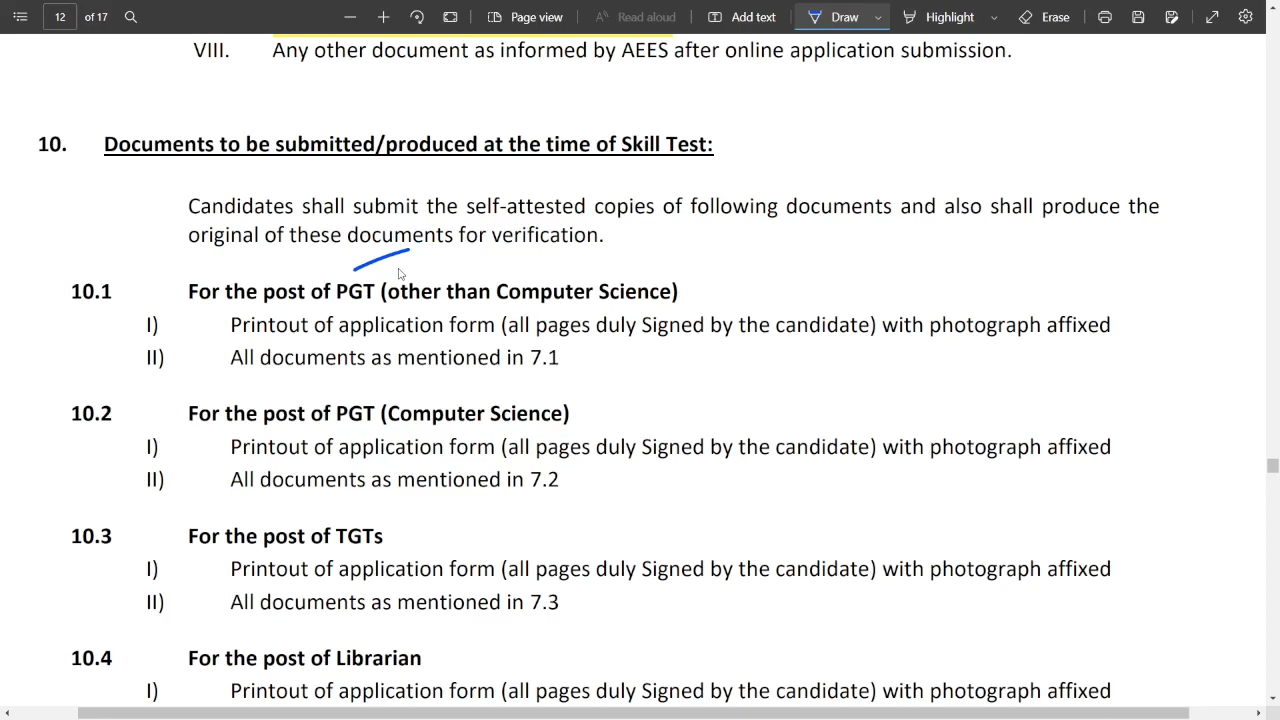 12 of 17 Page view Read aloud Add text Draw Highlight Erase
VIII. Any other document as informed by AEES after online application submission.
10. Documents to be submitted/produced at the time of Skill Test:
Candidates shall submit the self-attested copies of following documents and also shall produce the
original of these documents for verification.
10.1 For the post of PGT (other than Computer Science)
I) Printout of application form (all pages duly Signed by the candidate) with photograph affixed
II) All documents as mentioned in 7.1
10.2 For the post of PGT (Computer Science)
I) Printout of application form (all pages duly Signed by the candidate) with photograph affixed
II) All documents as mentioned in 7.2
10.3 For the post of TGTs
I) Printout of application form (all pages duly Signed by the candidate) with photograph affixed
II) All documents as mentioned in 7.3
10.4 For the post of Librarian
I) Printout of application form (all pages duly Signed by the candidate) with photograph affixed